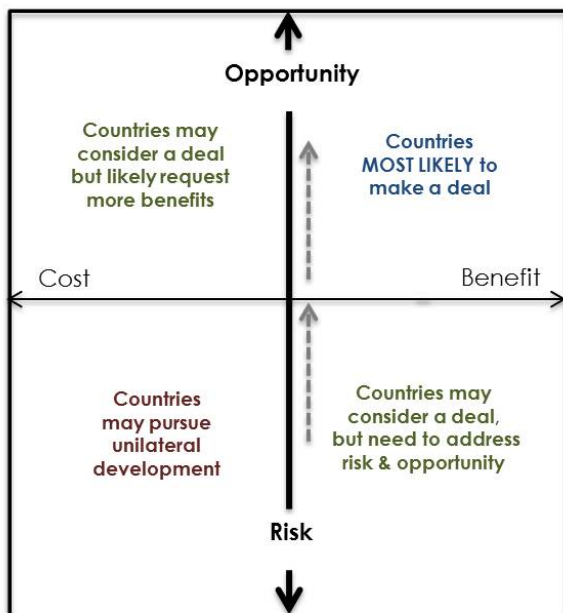 Opportunity
Countries may
consider a deal
but likely request
more benefits
Countries
MOST LIKELY to
make a deal
Cost
Benefit
Countries
may pursue
unilateral
development
Countries may
consider a deal,
but need to address
risk & opportunity
Risk